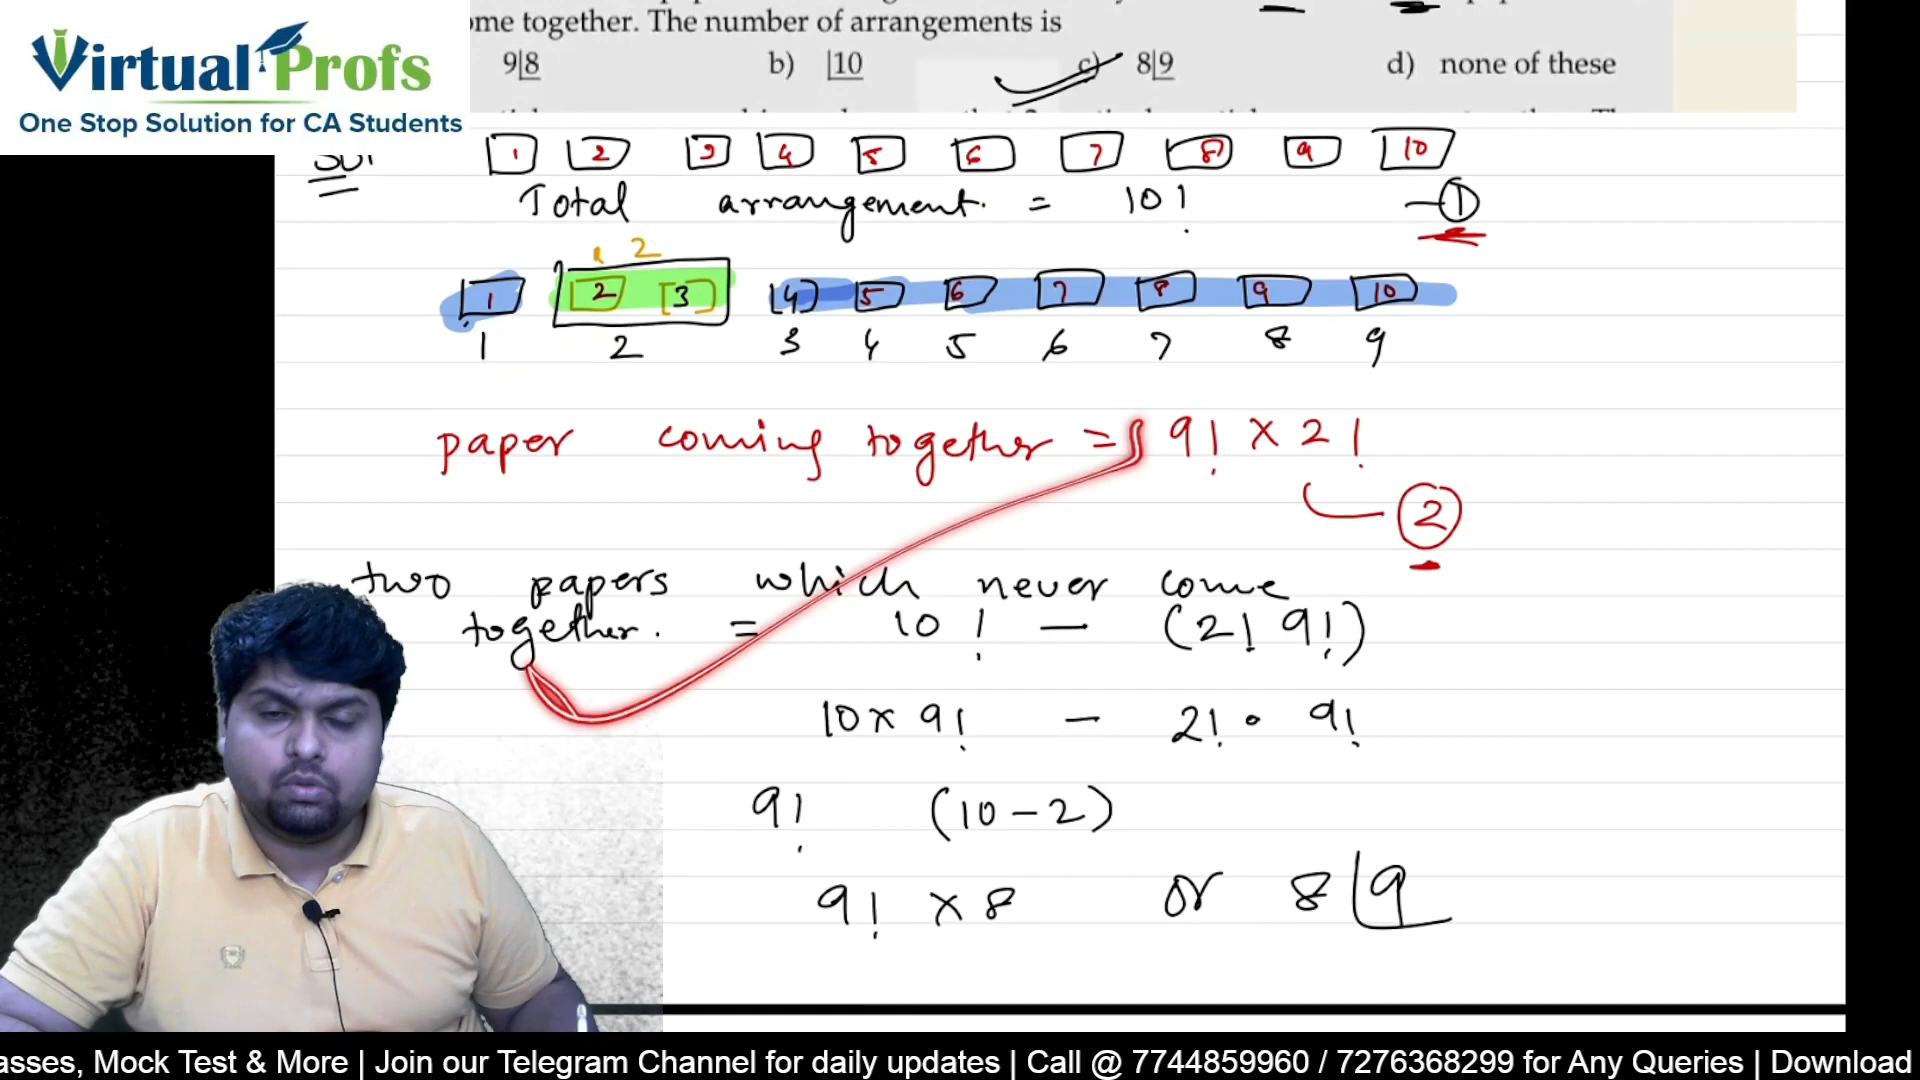 Virtual Profs
One Stop Solution for CA Students
ome together. The number of arrangements is
9|8 b) |10 c) 8|9 d) none of these
Sol
1 2 3 4 5 6 7 8 9 10
Total arrangement. = 10! — 1
1 2
1 2 3 4 5 6 7 8 9 10
1 2 3 4 5 6 7 8 9
paper coming together = 9! × 2!
2
two papers which never come
together. = 10! — (2! 9!)
10 × 9! — 2! • 9!
9! (10 - 2)
9! × 8 or 8|9
asses, Mock Test & More | Join our Telegram Channel for daily updates | Call @ 7744859960 / 7276368299 for Any Queries | Download